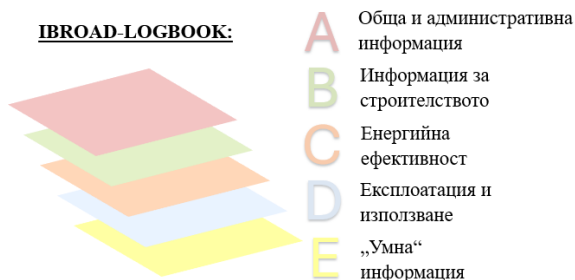 IBROAD-LOGBOOK:
A Обща и административна
информация
B Информация за
строителството
C Енергийна
ефективност
D Експлоатация и
използване
E „Умна“
информация